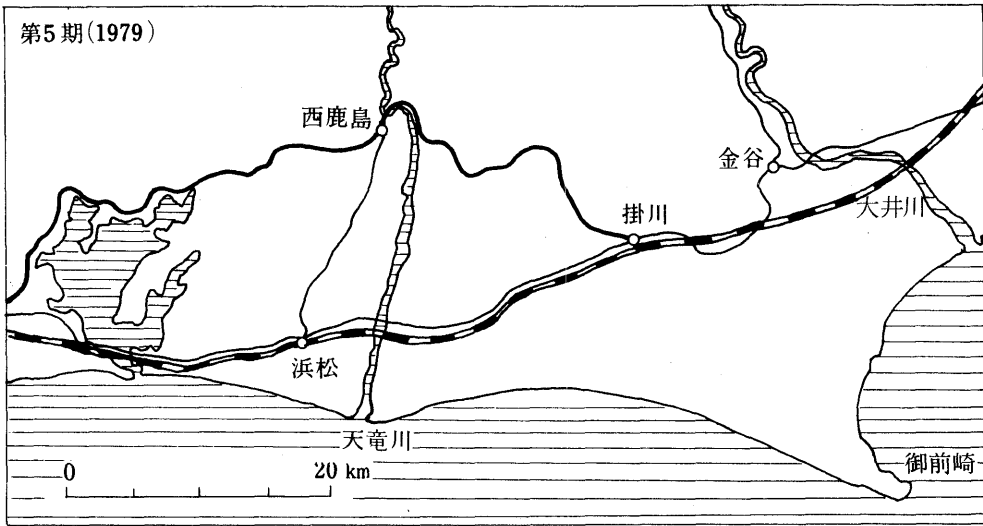 第5期(1979)
西鹿島
金谷
掛川
大井川
浜松
天竜川
御前崎
0 20 km